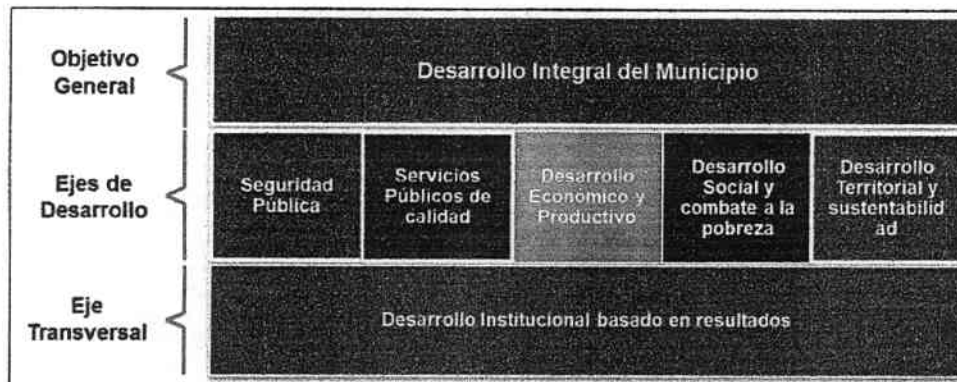 Objetivo
General
Desarrollo Integral del Municipio
Ejes de
Desarrollo
Seguridad
Pública
Servicios
Públicos de
calidad
Desarrollo
Económico y
Productivo
Desarrollo
Social y
combate a la
pobreza
Desarrollo
Territorial y
sustentabilid
ad
Eje
Transversal
Desarrollo Institucional basado en resultados